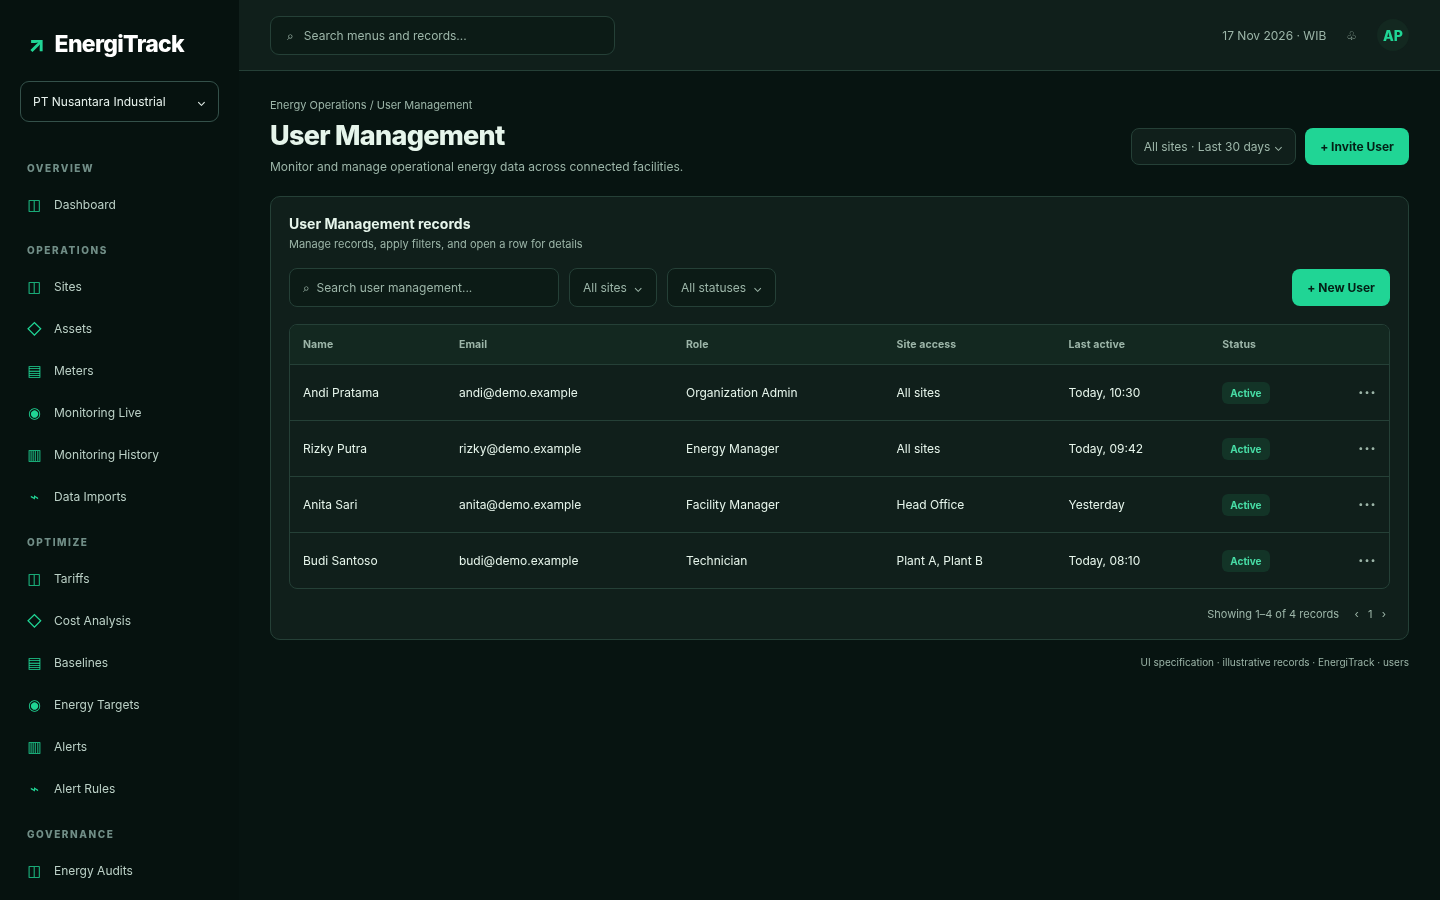 EnergiTrack
PT Nusantara Industrial
OVERVIEW
Dashboard
OPERATIONS
Sites
Assets
Meters
Monitoring Live
Monitoring History
Data Imports
OPTIMIZE
Tariffs
Cost Analysis
Baselines
Energy Targets
Alerts
Alert Rules
GOVERNANCE
Energy Audits
Search menus and records...
17 Nov 2026 · WIB
AP
Energy Operations / User Management
User Management
Monitor and manage operational energy data across connected facilities.
All sites · Last 30 days
+ Invite User
User Management records
Manage records, apply filters, and open a row for details
Search user management...
All sites
All statuses
+ New User
Name Email Role Site access Last active Status
Andi Pratama andi@demo.example Organization Admin All sites Today, 10:30 Active
Rizky Putra rizky@demo.example Energy Manager All sites Today, 09:42 Active
Anita Sari anita@demo.example Facility Manager Head Office Yesterday Active
Budi Santoso budi@demo.example Technician Plant A, Plant B Today, 08:10 Active
Showing 1–4 of 4 records ‹ 1 ›
UI specification · illustrative records · EnergiTrack · users